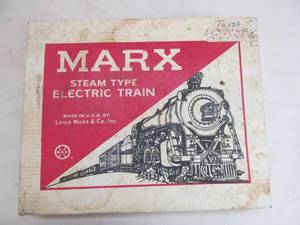 MARX
STEAM TYPE
ELECTRIC TRAIN
MADE IN U.S.A. BY
LOUIS MARX & CO., INC.